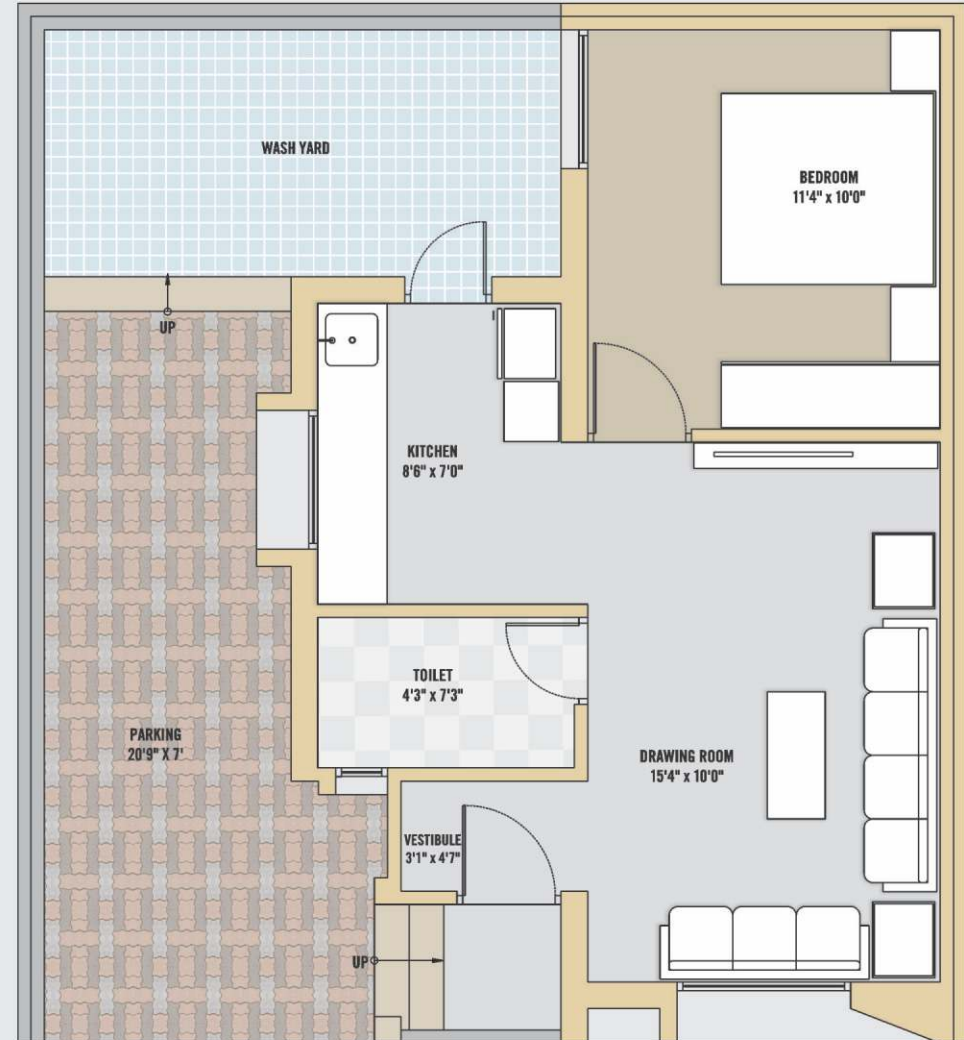 WASH YARD
BEDROOM
11'4" x 10'0"
UP
KITCHEN
8'6" x 7'0"
TOILET
4'3" x 7'3"
PARKING
20'9" X 7'
DRAWING ROOM
15'4" x 10'0"
VESTIBULE
3'1" x 4'7"
UP